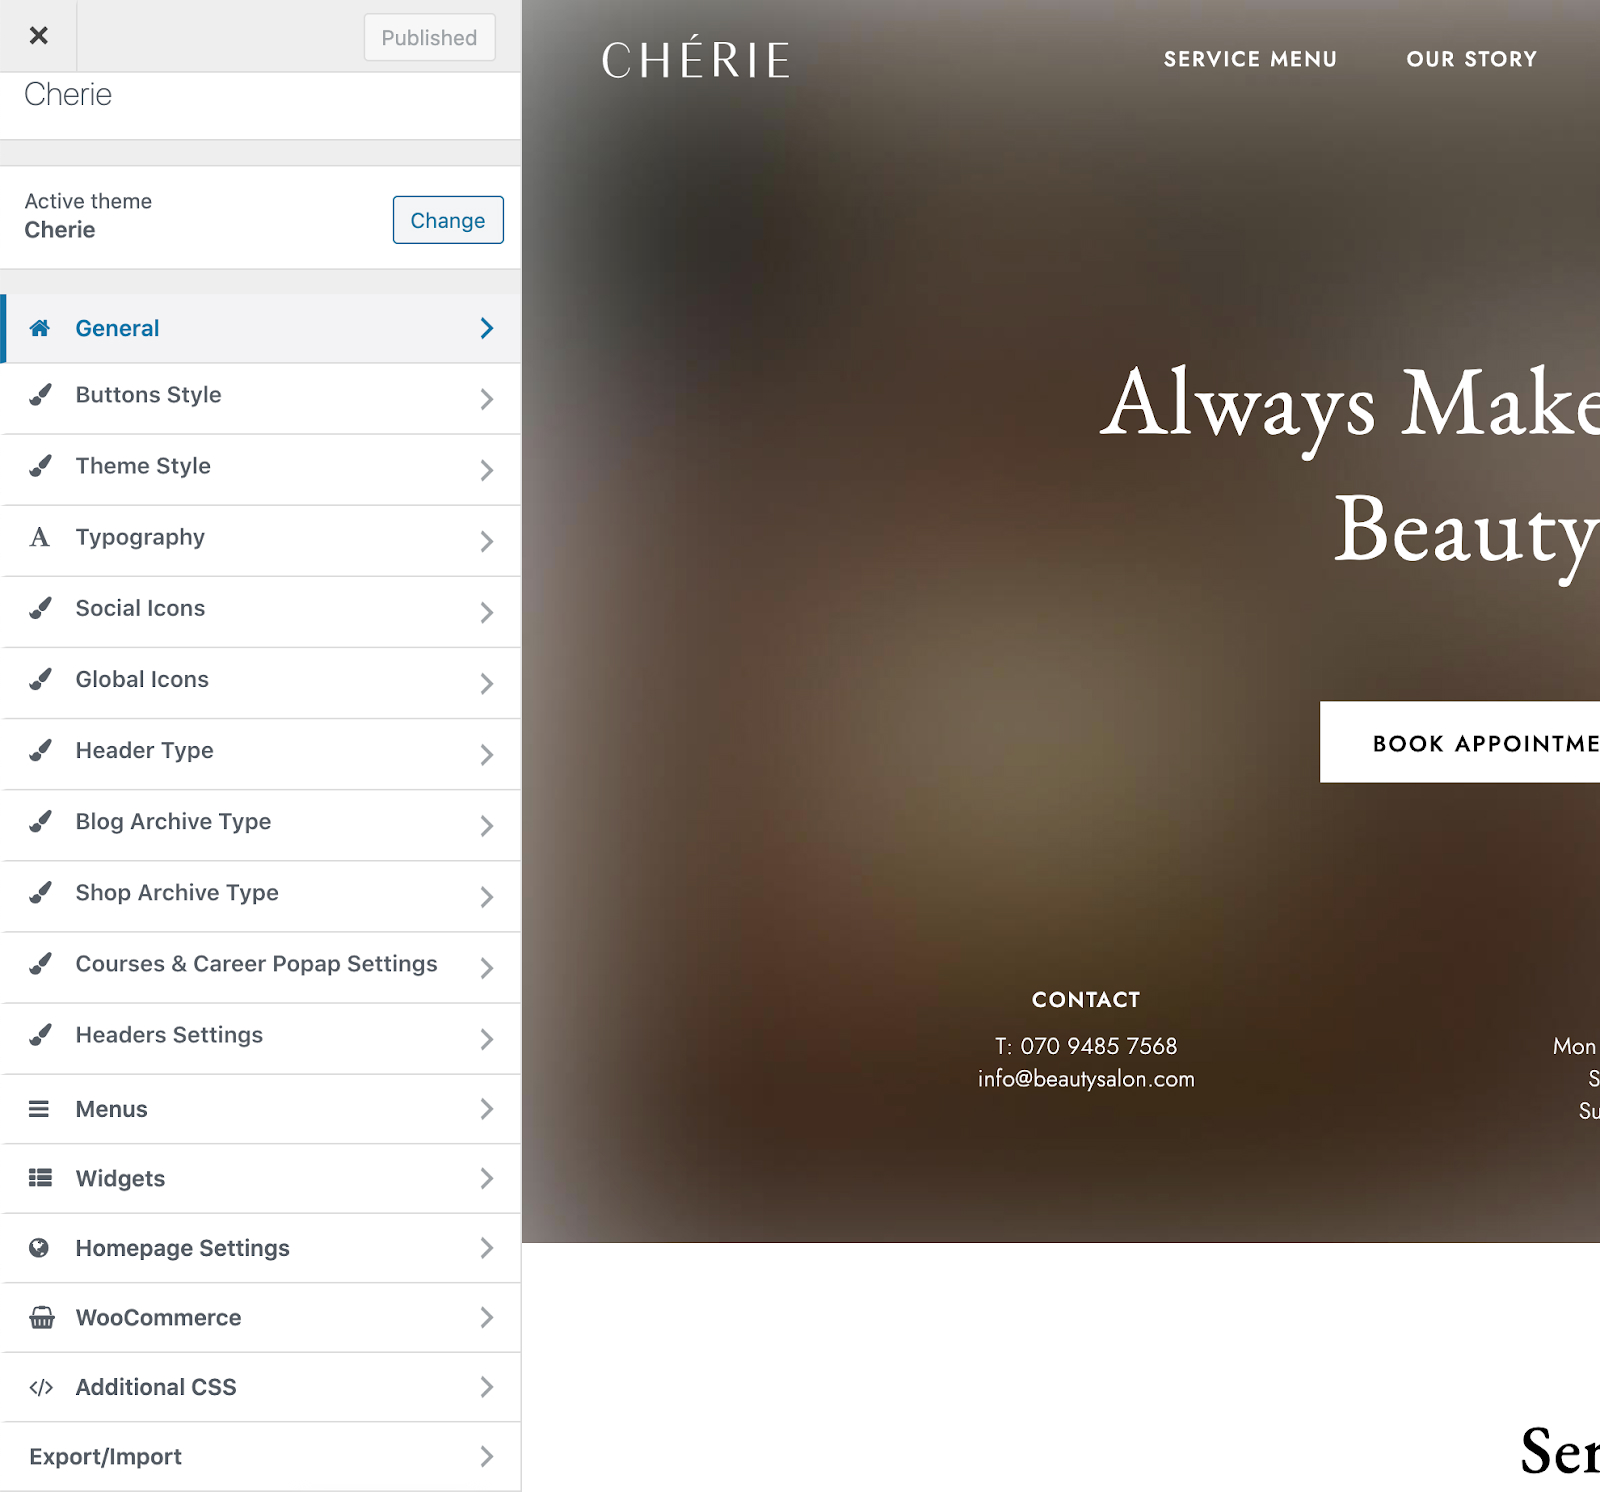 Published
Cherie
Active theme
Cherie
Change
General
Buttons Style
Theme Style
Typography
Social Icons
Global Icons
Header Type
Blog Archive Type
Shop Archive Type
Courses & Career Popap Settings
Headers Settings
Menus
Widgets
Homepage Settings
WooCommerce
Additional CSS
Export/Import
CHÉRIE
SERVICE MENU
OUR STORY
Always Make
Beauty
BOOK APPOINTME
CONTACT
T: 070 9485 7568
info@beautysalon.com
Mon
S
Su
Ser